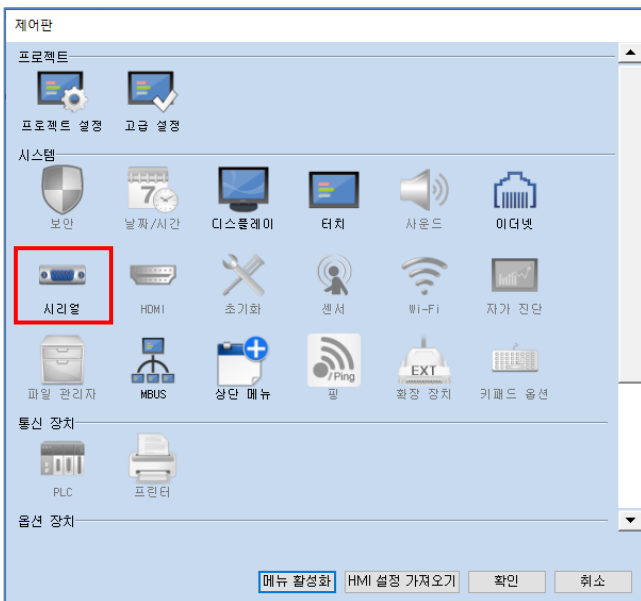 제어판
프로젝트
프로젝트 설정 고급 설정
시스템
7
보안 날짜/시간 디스플레이 터치 사운드 이더넷
시리얼 HDMI 초기화 센서 Wi-Fi 자가 진단
/Ping EXT
파일 관리자 MBUS 상단 메뉴 핑 확장 장치 키패드 옵션
통신 장치
PLC 프린터
옵션 장치
메뉴 활성화 HMI 설정 가져오기 확인 취소